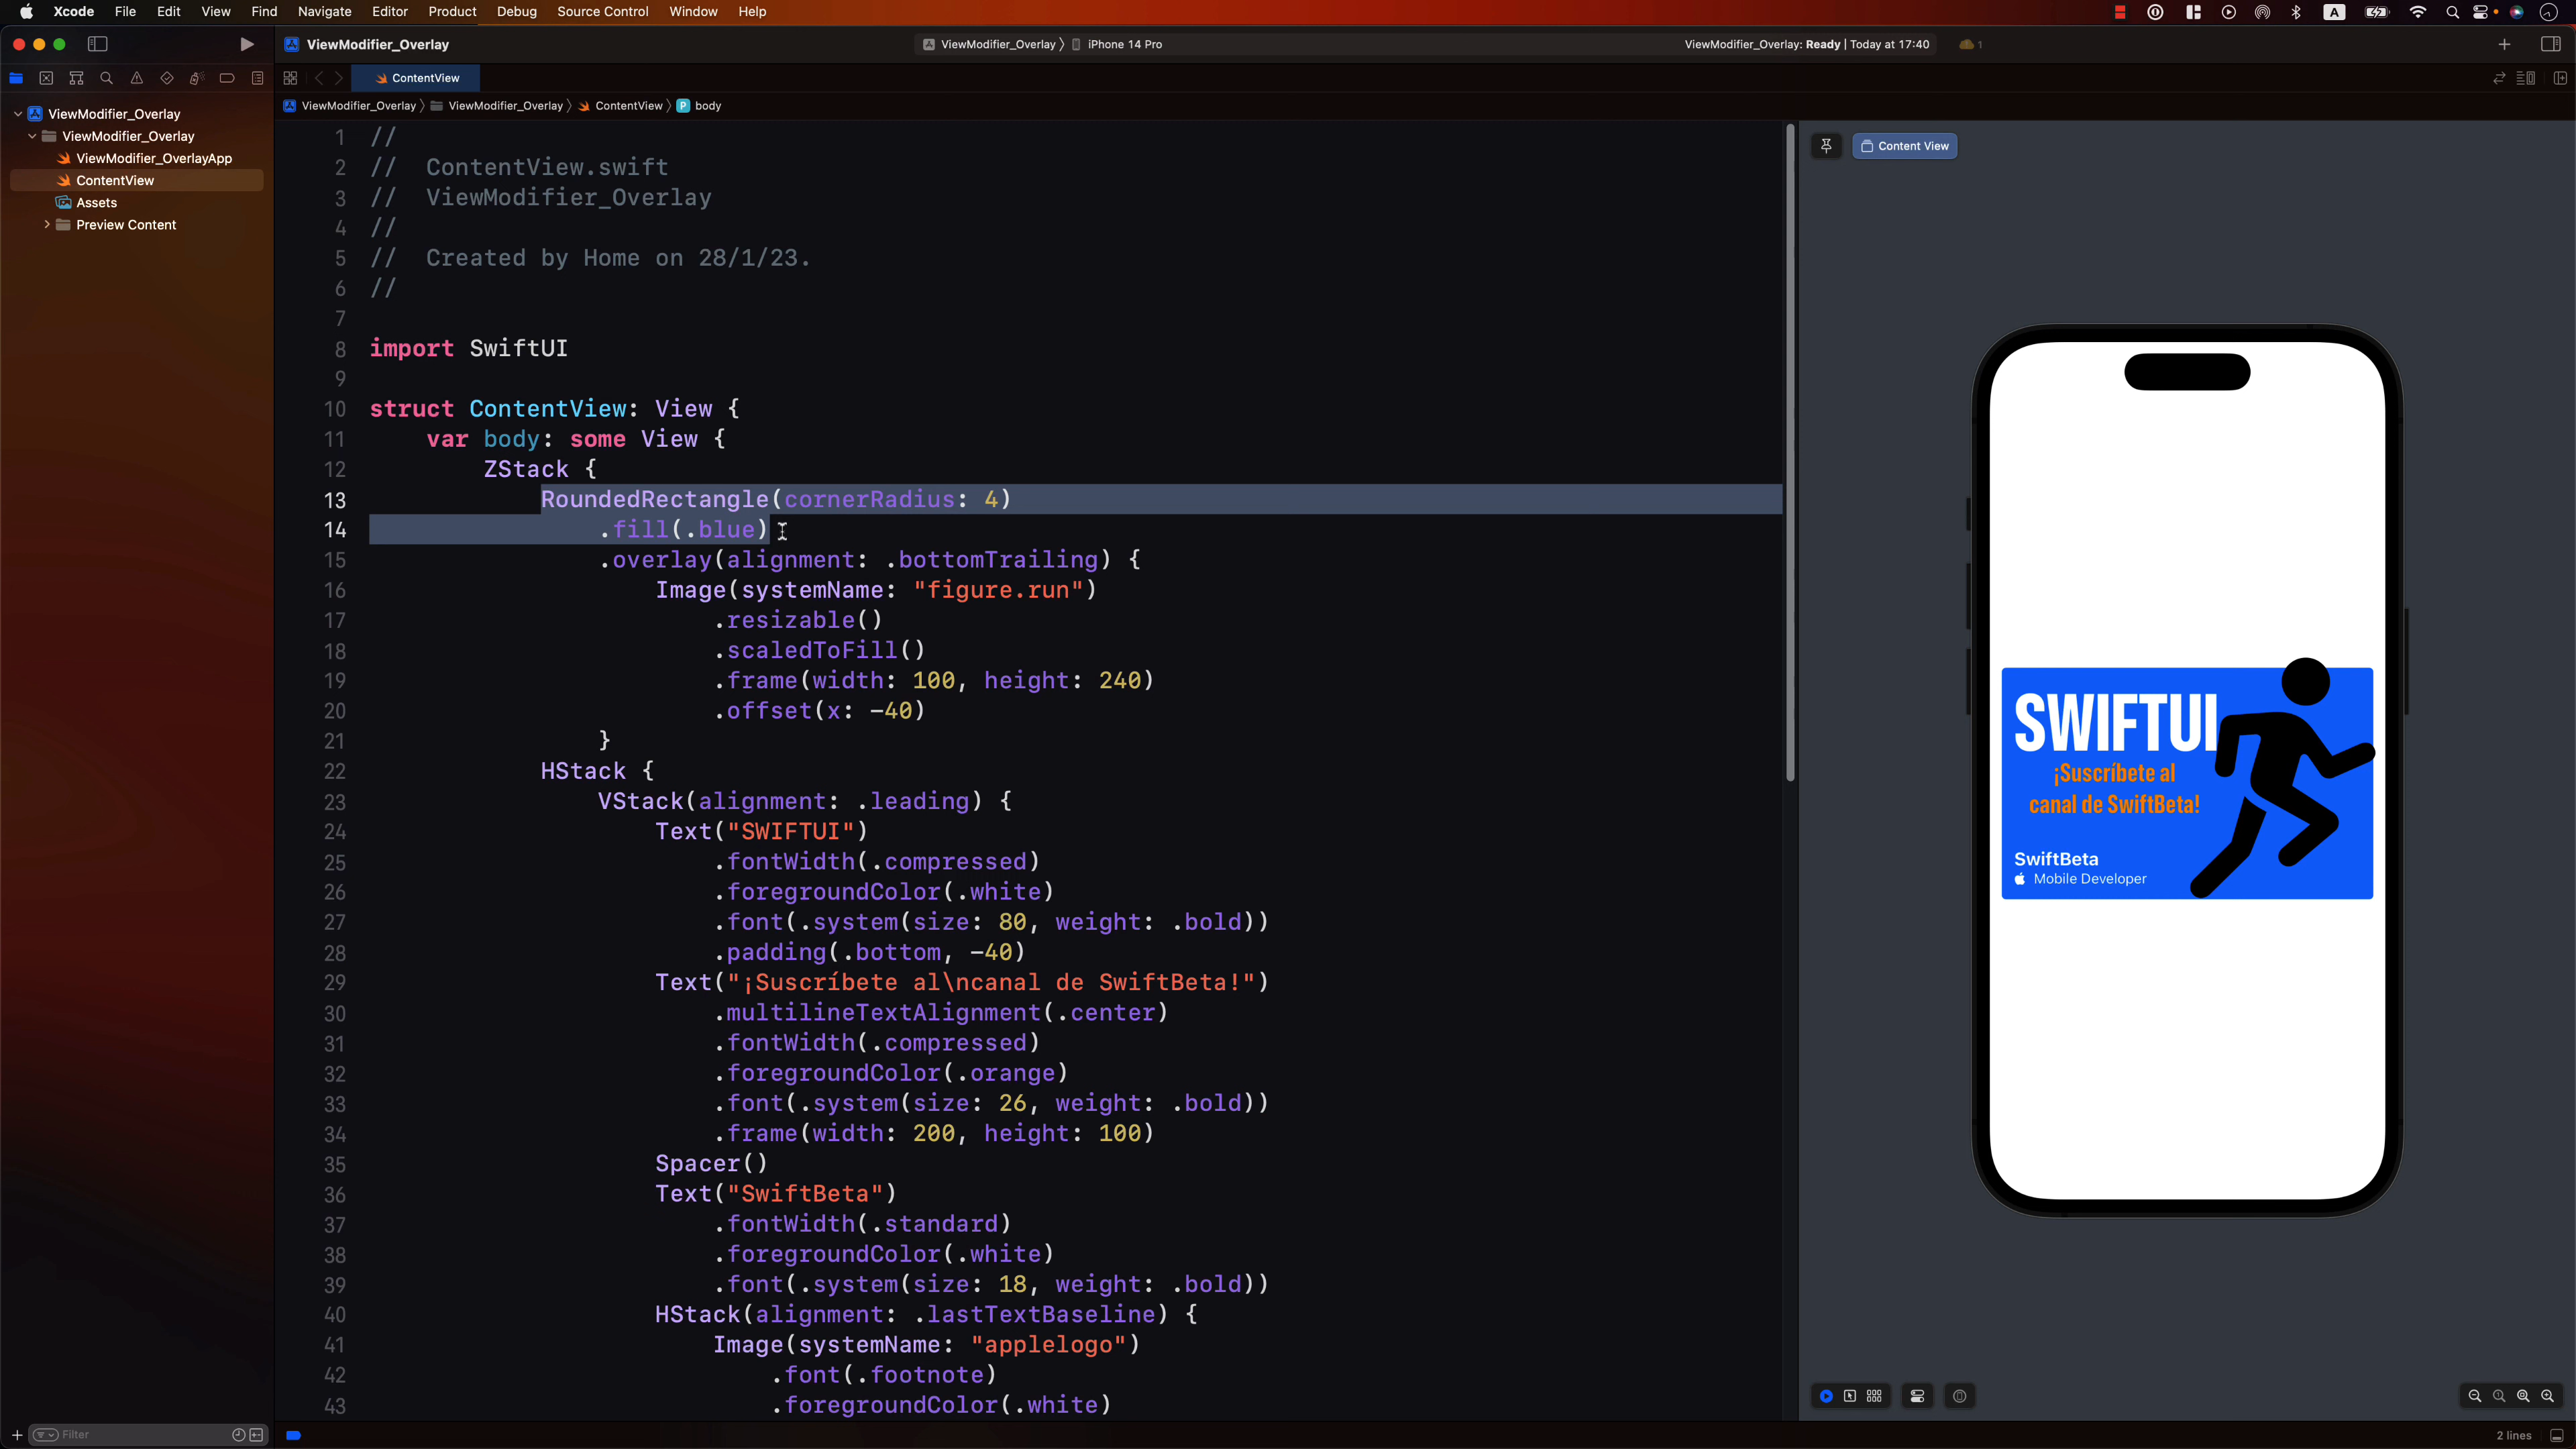 Xcode File Edit View Find Navigate Editor Product Debug Source Control Window Help
ViewModifier_Overlay
ViewModifier_Overlay 〉 iPhone 14 Pro
ViewModifier_Overlay: Ready | Today at 17:40
1
ContentView
ViewModifier_Overlay 〉 ViewModifier_Overlay 〉 ContentView 〉 P body
ViewModifier_Overlay
ViewModifier_Overlay
ViewModifier_OverlayApp
ContentView
Assets
Preview Content
1 //
2 //  ContentView.swift
3 //  ViewModifier_Overlay
4 //
5 //  Created by Home on 28/1/23.
6 //
7
8 import SwiftUI
9
10 struct ContentView: View {
11     var body: some View {
12         ZStack {
13             RoundedRectangle(cornerRadius: 4)
14                 .fill(.blue)
15                 .overlay(alignment: .bottomTrailing) {
16                     Image(systemName: "figure.run")
17                         .resizable()
18                         .scaledToFill()
19                         .frame(width: 100, height: 240)
20                         .offset(x: -40)
21                 }
22             HStack {
23                 VStack(alignment: .leading) {
24                     Text("SWIFTUI")
25                         .fontWidth(.compressed)
26                         .foregroundColor(.white)
27                         .font(.system(size: 80, weight: .bold))
28                         .padding(.bottom, -40)
29                     Text("¡Suscríbete al\ncanal de SwiftBeta!")
30                         .multilineTextAlignment(.center)
31                         .fontWidth(.compressed)
32                         .foregroundColor(.orange)
33                         .font(.system(size: 26, weight: .bold))
34                         .frame(width: 200, height: 100)
35                     Spacer()
36                     Text("SwiftBeta")
37                         .fontWidth(.standard)
38                         .foregroundColor(.white)
39                         .font(.system(size: 18, weight: .bold))
40                     HStack(alignment: .lastTextBaseline) {
41                         Image(systemName: "applelogo")
42                             .font(.footnote)
43                             .foregroundColor(.white)
Content View
SWIFTUI
¡Suscríbete al
canal de SwiftBeta!
SwiftBeta
Mobile Developer
Filter
2 lines